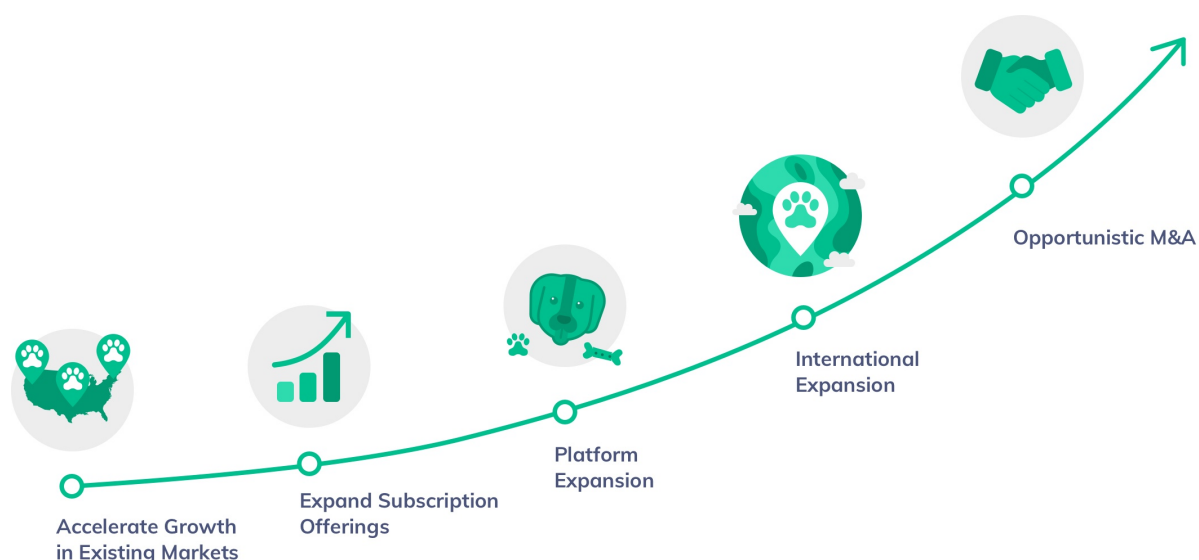 Accelerate Growth
in Existing Markets
Expand Subscription
Offerings
Platform
Expansion
International
Expansion
Opportunistic M&A